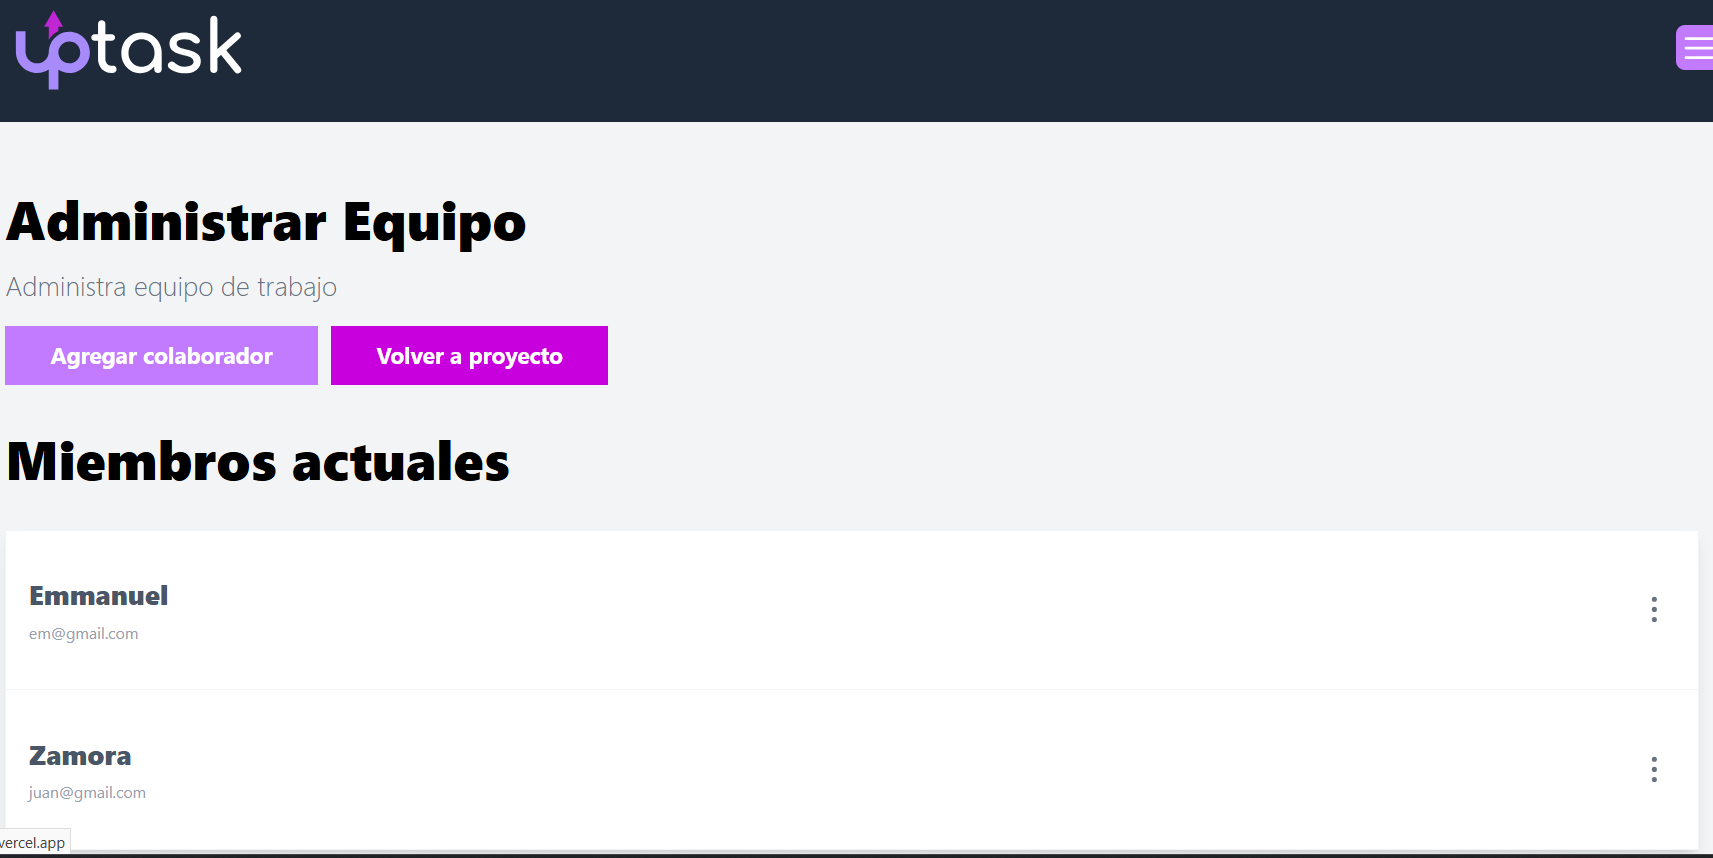 uptask
Administrar Equipo
Administra equipo de trabajo
Agregar colaborador
Volver a proyecto
Miembros actuales
Emmanuel
em@gmail.com
Zamora
juan@gmail.com
vercel.app